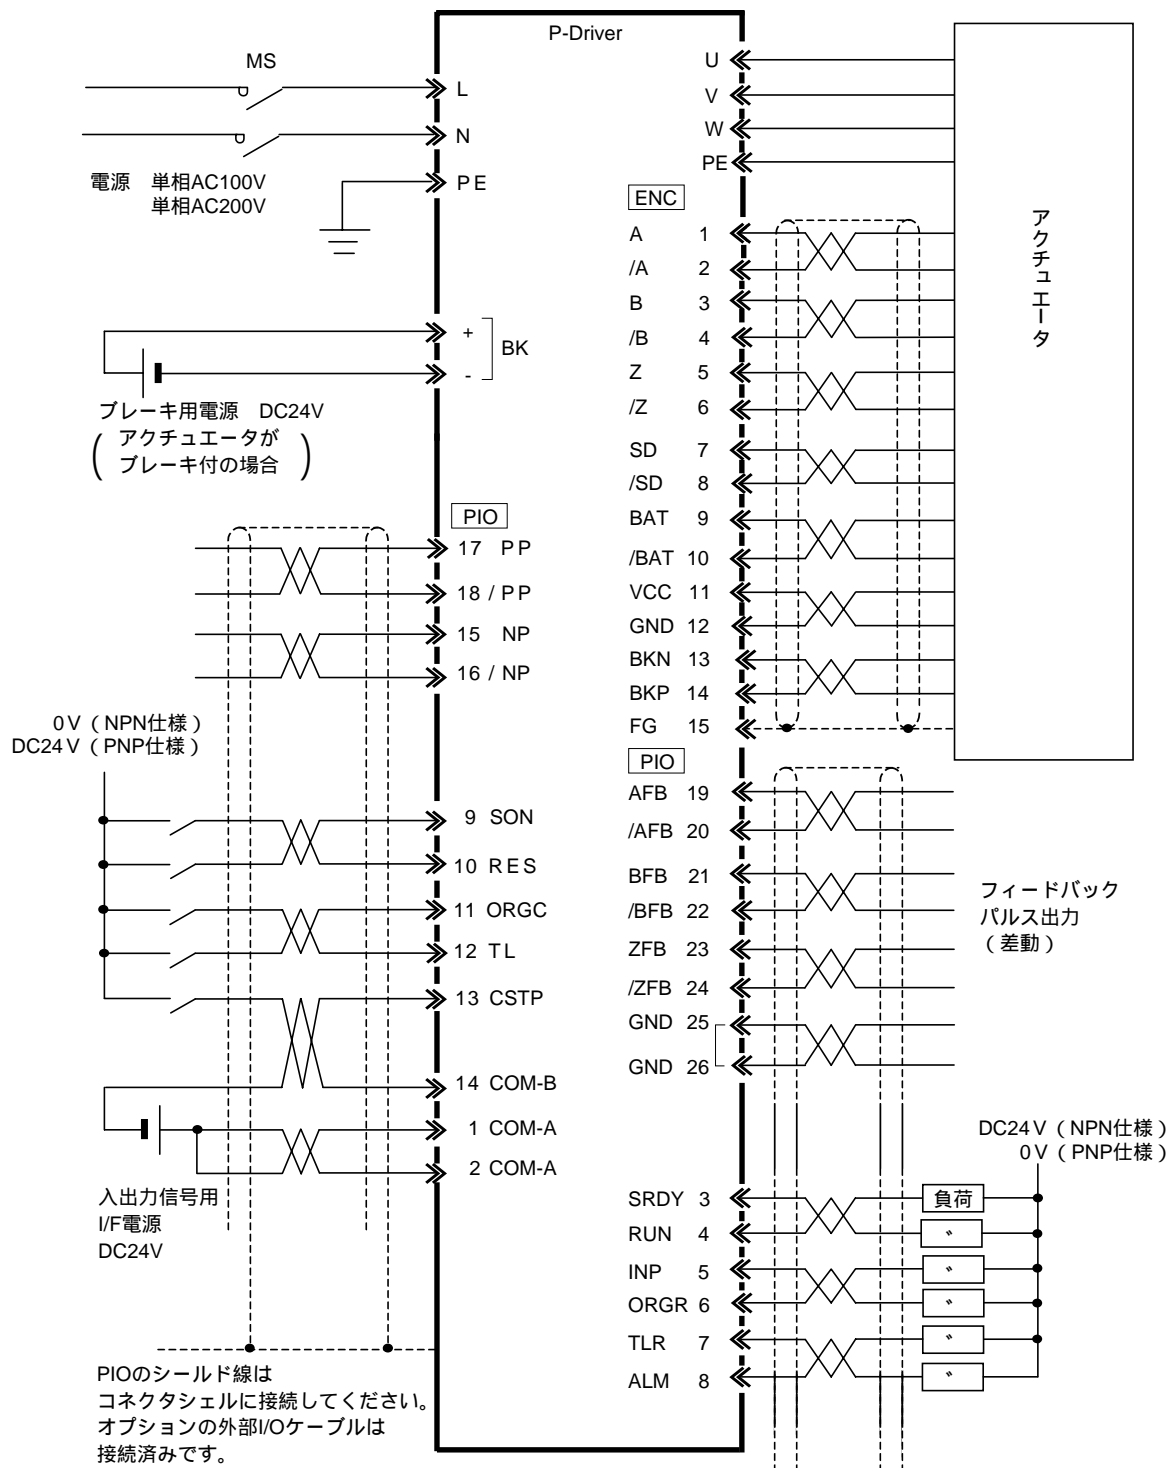 P-Driver
MS
L
N
PE
電源 単相AC100V
単相AC200V
+
-
BK
ブレーキ用電源 DC24V
( アクチュエータが
ブレーキ付の場合 )
PIO
17 PP
18 / PP
15 NP
16 / NP
0V(NPN仕様)
DC24V(PNP仕様)
9 SON
10 RES
11 ORGC
12 TL
13 CSTP
14 COM-B
1 COM-A
2 COM-A
入出力信号用
I/F電源
DC24V
PIOのシールド線は
コネクタシェルに接続してください。
オプションの外部I/Oケーブルは
接続済みです。
U
V
W
PE
ENC
A 1
/A 2
B 3
/B 4
Z 5
/Z 6
SD 7
/SD 8
BAT 9
/BAT 10
VCC 11
GND 12
BKN 13
BKP 14
FG 15
アクチュエータ
PIO
AFB 19
/AFB 20
BFB 21
/BFB 22
ZFB 23
/ZFB 24
GND 25
GND 26
フィードバック
パルス出力
(差動)
DC24V(NPN仕様)
0V(PNP仕様)
SRDY 3 負荷
RUN 4 〃
INP 5 〃
ORGR 6 〃
TLR 7 〃
ALM 8 〃